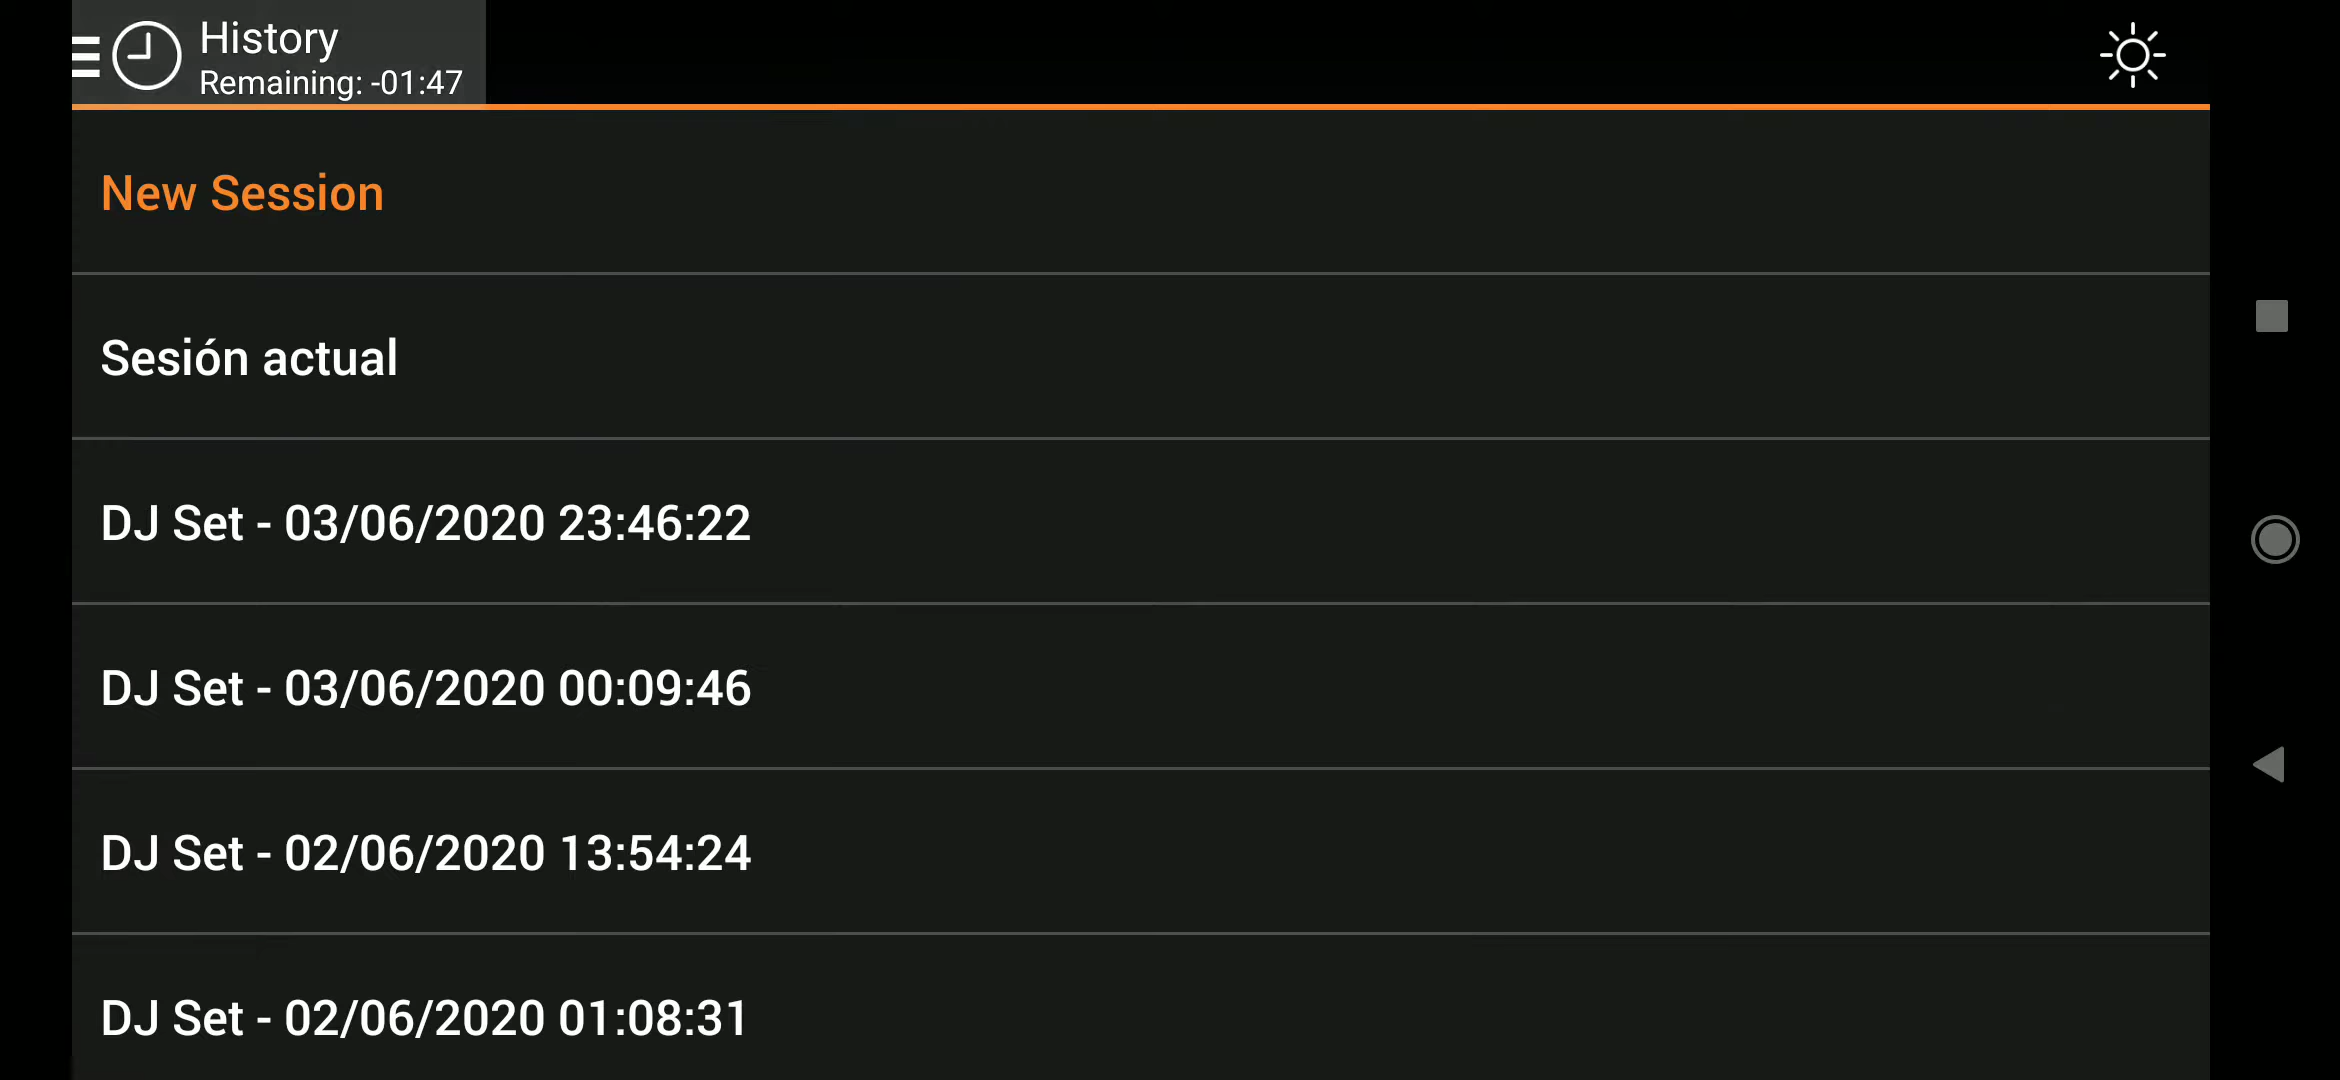 History
Remaining: -01:47
New Session
Sesión actual
DJ Set - 03/06/2020 23:46:22
DJ Set - 03/06/2020 00:09:46
DJ Set - 02/06/2020 13:54:24
DJ Set - 02/06/2020 01:08:31